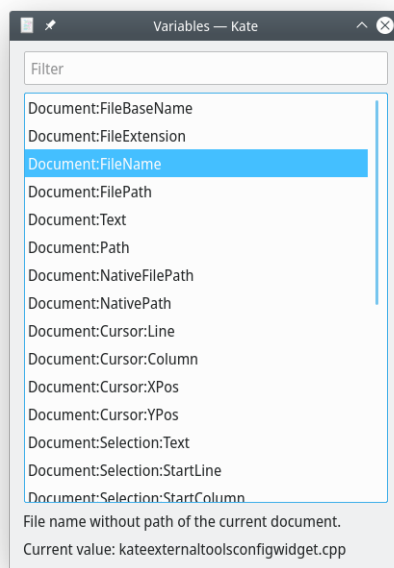 Variables — Kate
Filter
Document:FileBaseName
Document:FileExtension
Document:FileName
Document:FilePath
Document:Text
Document:Path
Document:NativeFilePath
Document:NativePath
Document:Cursor:Line
Document:Cursor:Column
Document:Cursor:XPos
Document:Cursor:YPos
Document:Selection:Text
Document:Selection:StartLine
Document:Selection:StartColumn
File name without path of the current document.
Current value: kateexternaltoolsconfigwidget.cpp